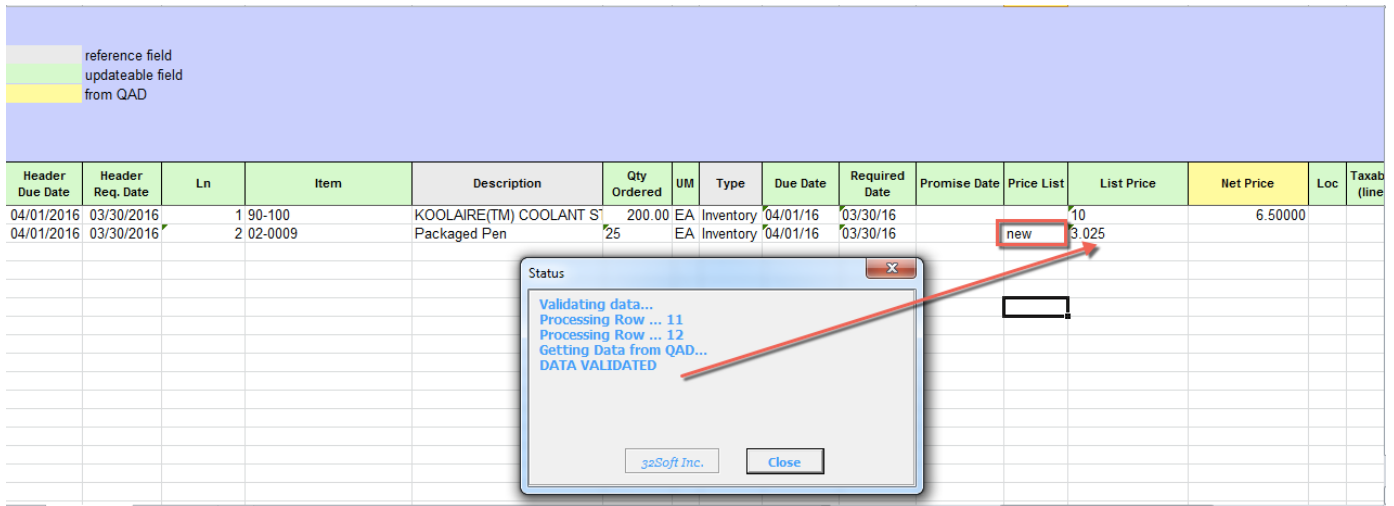 reference field
updateable field
from QAD
Header Due Date Header Req. Date Ln Item Description Qty Ordered UM Type Due Date Required Date Promise Date Price List List Price Net Price Loc Taxab (line
04/01/2016 03/30/2016 1 90-100 KOOLAIRE(TM) COOLANT ST 200.00 EA Inventory 04/01/16 03/30/16 10 6.50000
04/01/2016 03/30/2016 2 02-0009 Packaged Pen 25 EA Inventory 04/01/16 03/30/16 new 3.025
Status
Validating data...
Processing Row ... 11
Processing Row ... 12
Getting Data from QAD...
DATA VALIDATED
32Soft Inc. Close